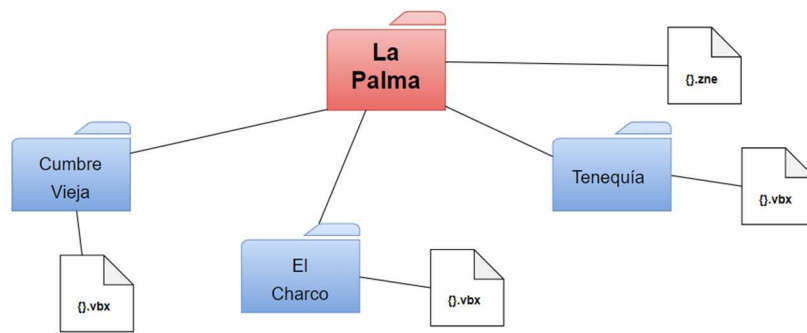 La
Palma
{}.zne
Cumbre
Vieja
Tenequía
{}.vbx
El
Charco
{}.vbx
{}.vbx